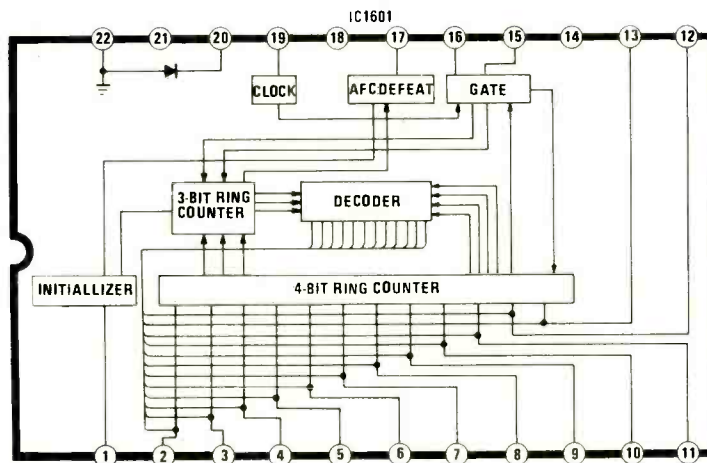 IC1601
22 21 20 19 18 17 16 15 14 13 12
CLOCK AFCDEFEAT GATE
3-BIT RING
COUNTER
DECODER
INITIALLIZER
4-BIT RING COUNTER
1 2 3 4 5 6 7 8 9 10 11